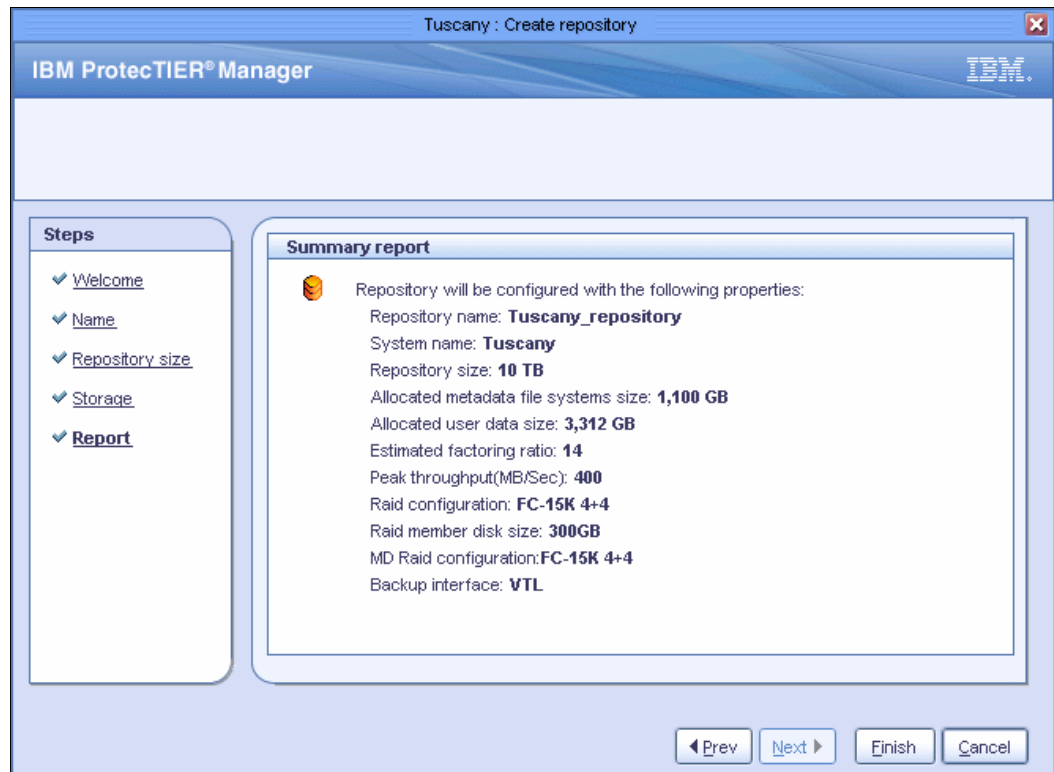 Tuscany : Create repository
IBM ProtecTIER® Manager
IBM.
Steps
Welcome
Name
Repository size
Storage
Report
Summary report
Repository will be configured with the following properties:
Repository name: Tuscany_repository
System name: Tuscany
Repository size: 10 TB
Allocated metadata file systems size: 1,100 GB
Allocated user data size: 3,312 GB
Estimated factoring ratio: 14
Peak throughput(MB/Sec): 400
Raid configuration: FC-15K 4+4
Raid member disk size: 300GB
MD Raid configuration:FC-15K 4+4
Backup interface: VTL
Prev
Next
Finish
Cancel